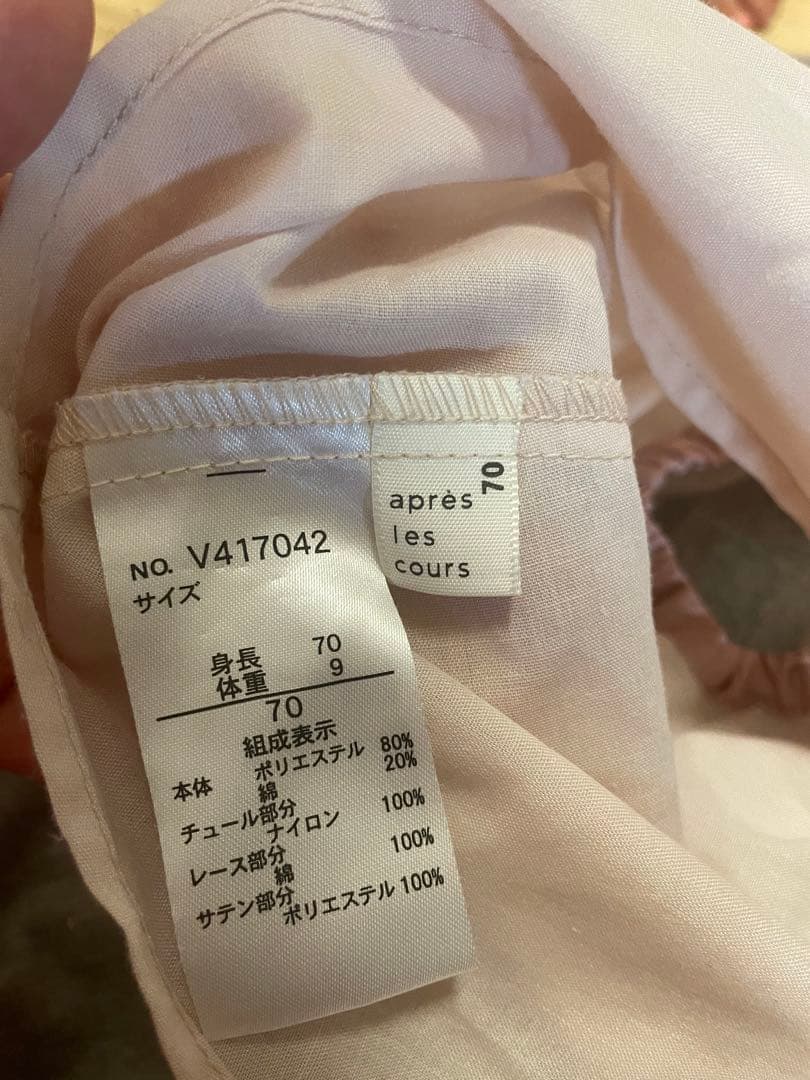 NO. V417042
サイズ
身長 70
体重 9
70
組成表示
本体 ポリエステル 80%
綿 20%
チュール部分
ナイロン 100%
レース部分
綿 100%
サテン部分
ポリエステル 100%
70
après
les
cours